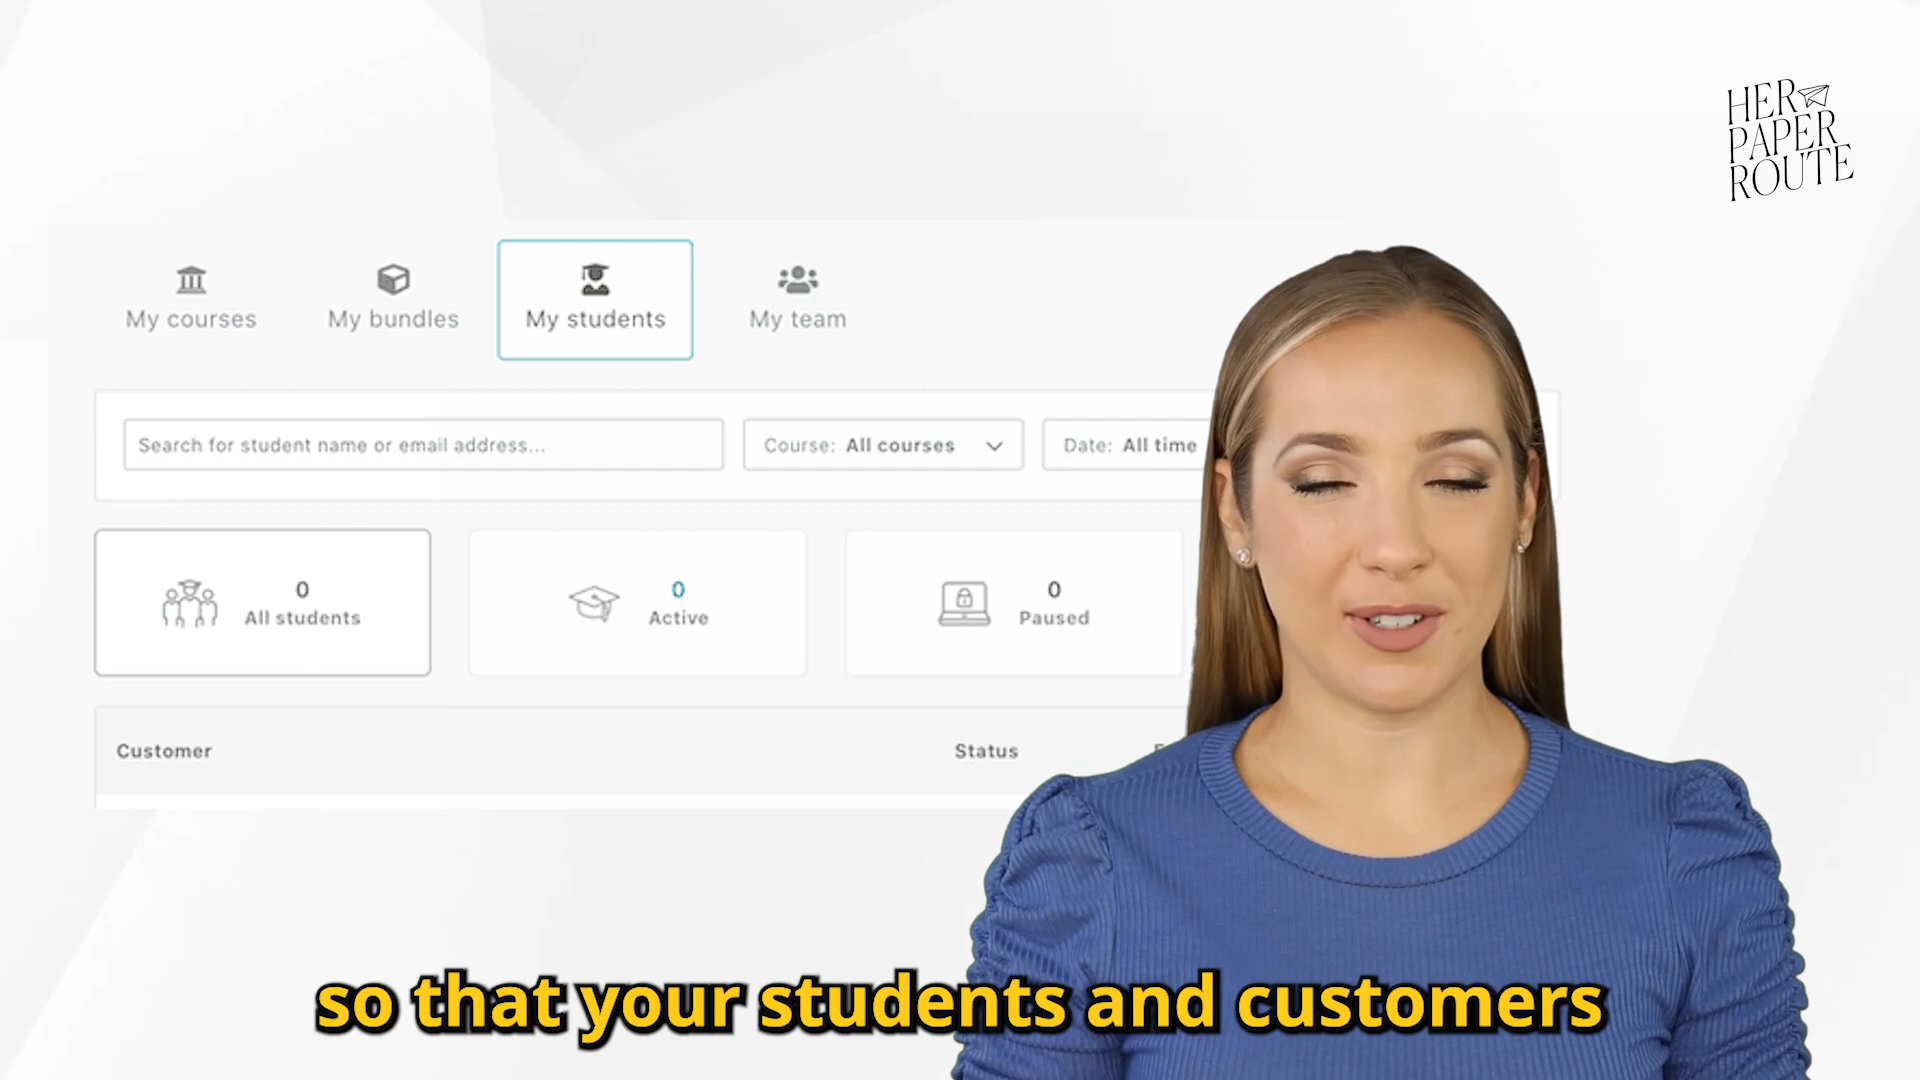 HER
PAPER
ROUTE
My courses
My bundles
My students
My team
Search for student name or email address...
Course: All courses
Date: All time
0
All students
0
Active
0
Paused
Customer
Status
so that your students and customers